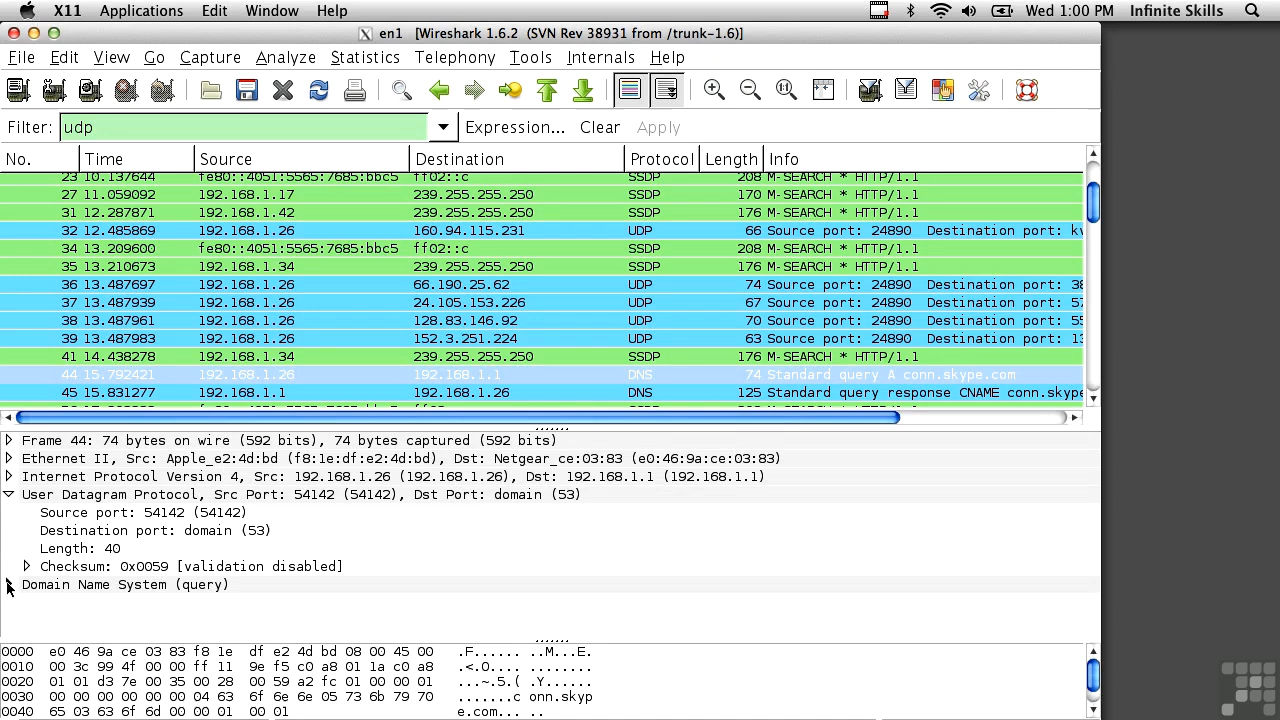 X11 Applications Edit Window Help Wed 1:00 PM Infinite Skills
en1 [Wireshark 1.6.2 (SVN Rev 38931 from /trunk-1.6)]
File Edit View Go Capture Analyze Statistics Telephony Tools Internals Help
Filter: udp Expression... Clear Apply
No. Time Source Destination Protocol Length Info
23 10.137644 fe80::4051:5565:7685:bbc5 ff02::c SSDP 208 M-SEARCH * HTTP/1.1
27 11.059092 192.168.1.17 239.255.255.250 SSDP 170 M-SEARCH * HTTP/1.1
31 12.287871 192.168.1.42 239.255.255.250 SSDP 176 M-SEARCH * HTTP/1.1
32 12.485869 192.168.1.26 160.94.115.231 UDP 66 Source port: 24890 Destination port: kv
34 13.209600 fe80::4051:5565:7685:bbc5 ff02::c SSDP 208 M-SEARCH * HTTP/1.1
35 13.210673 192.168.1.34 239.255.255.250 SSDP 176 M-SEARCH * HTTP/1.1
36 13.487697 192.168.1.26 66.190.25.62 UDP 74 Source port: 24890 Destination port: 38
37 13.487939 192.168.1.26 24.105.153.226 UDP 67 Source port: 24890 Destination port: 57
38 13.487961 192.168.1.26 128.83.146.92 UDP 70 Source port: 24890 Destination port: 55
39 13.487983 192.168.1.26 152.3.251.224 UDP 63 Source port: 24890 Destination port: 13
41 14.438278 192.168.1.34 239.255.255.250 SSDP 176 M-SEARCH * HTTP/1.1
44 15.792421 192.168.1.26 192.168.1.1 DNS 74 Standard query A conn.skype.com
45 15.831277 192.168.1.1 192.168.1.26 DNS 125 Standard query response CNAME conn.skype
Frame 44: 74 bytes on wire (592 bits), 74 bytes captured (592 bits)
Ethernet II, Src: Apple_e2:4d:bd (f8:1e:df:e2:4d:bd), Dst: Netgear_ce:03:83 (e0:46:9a:ce:03:83)
Internet Protocol Version 4, Src: 192.168.1.26 (192.168.1.26), Dst: 192.168.1.1 (192.168.1.1)
User Datagram Protocol, Src Port: 54142 (54142), Dst Port: domain (53)
Source port: 54142 (54142)
Destination port: domain (53)
Length: 40
Checksum: 0x0059 [validation disabled]
Domain Name System (query)
0000 e0 46 9a ce 03 83 f8 1e df e2 4d bd 08 00 45 00 .F...... ..M...E.
0010 00 3c 99 4f 00 00 ff 11 9e f5 c0 a8 01 1a c0 a8 .<.O.... ........
0020 01 01 d3 7e 00 35 00 28 00 59 a2 fc 01 00 00 01 ...~.5.( .Y......
0030 00 00 00 00 00 00 04 63 6f 6e 6e 05 73 6b 79 70 .......c onn.skyp
0040 65 03 63 6f 6d 00 00 01 00 01 e.com... ..